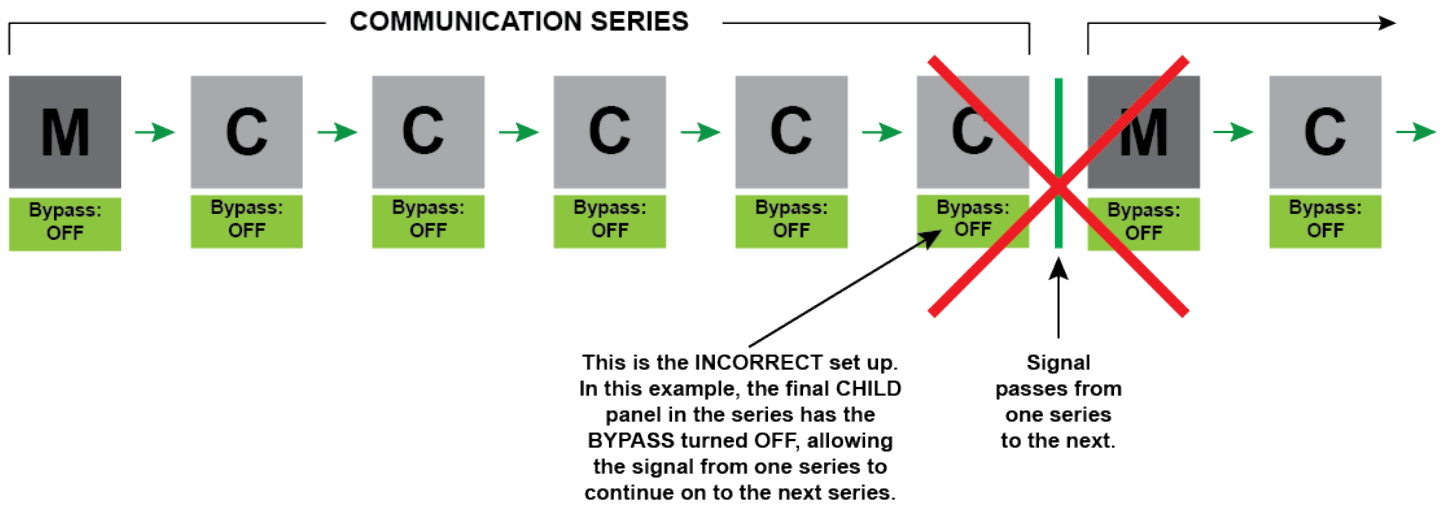 COMMUNICATION SERIES
M
C
C
C
C
C
M
C
Bypass:
OFF
Bypass:
OFF
Bypass:
OFF
Bypass:
OFF
Bypass:
OFF
Bypass:
OFF
Bypass:
OFF
Bypass:
OFF
This is the INCORRECT set up.
In this example, the final CHILD
panel in the series has the
BYPASS turned OFF, allowing
the signal from one series to
continue on to the next series.
Signal
passes from
one series
to the next.